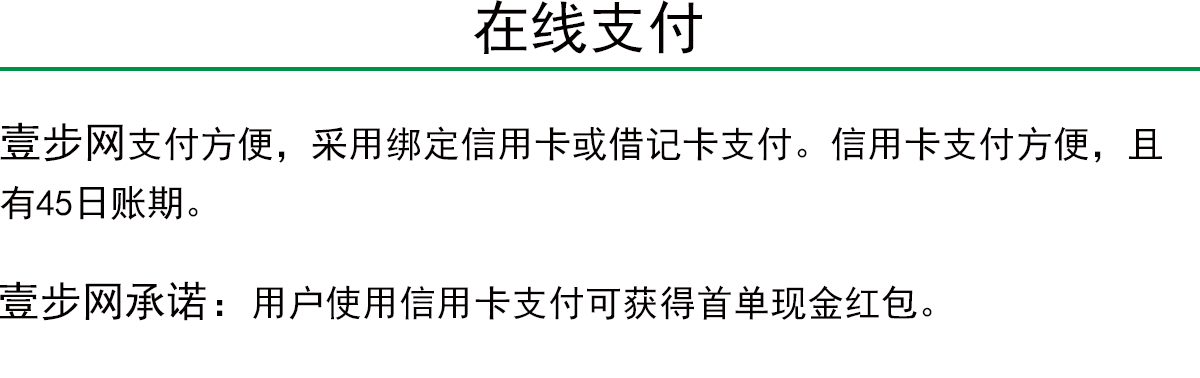 在线支付
壹步网支付方便，采用绑定信用卡或借记卡支付。信用卡支付方便，且
有45日账期。
壹步网承诺：用户使用信用卡支付可获得首单现金红包。